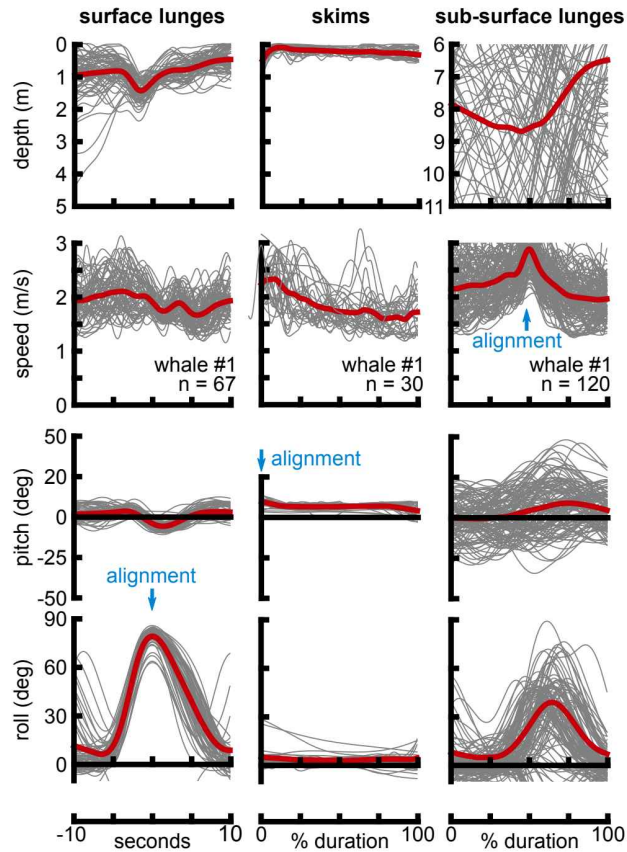 surface lunges skims sub-surface lunges
depth (m)
0
1
2
3
4
5
6
7
8
9
10
11
speed (m/s)
3
2
1
0
whale #1
n = 67
whale #1
n = 30
alignment
whale #1
n = 120
pitch (deg)
50
20
0
-25
-50
alignment
alignment
roll (deg)
90
60
30
0
-10 seconds 10 0 % duration 100 0 % duration 100